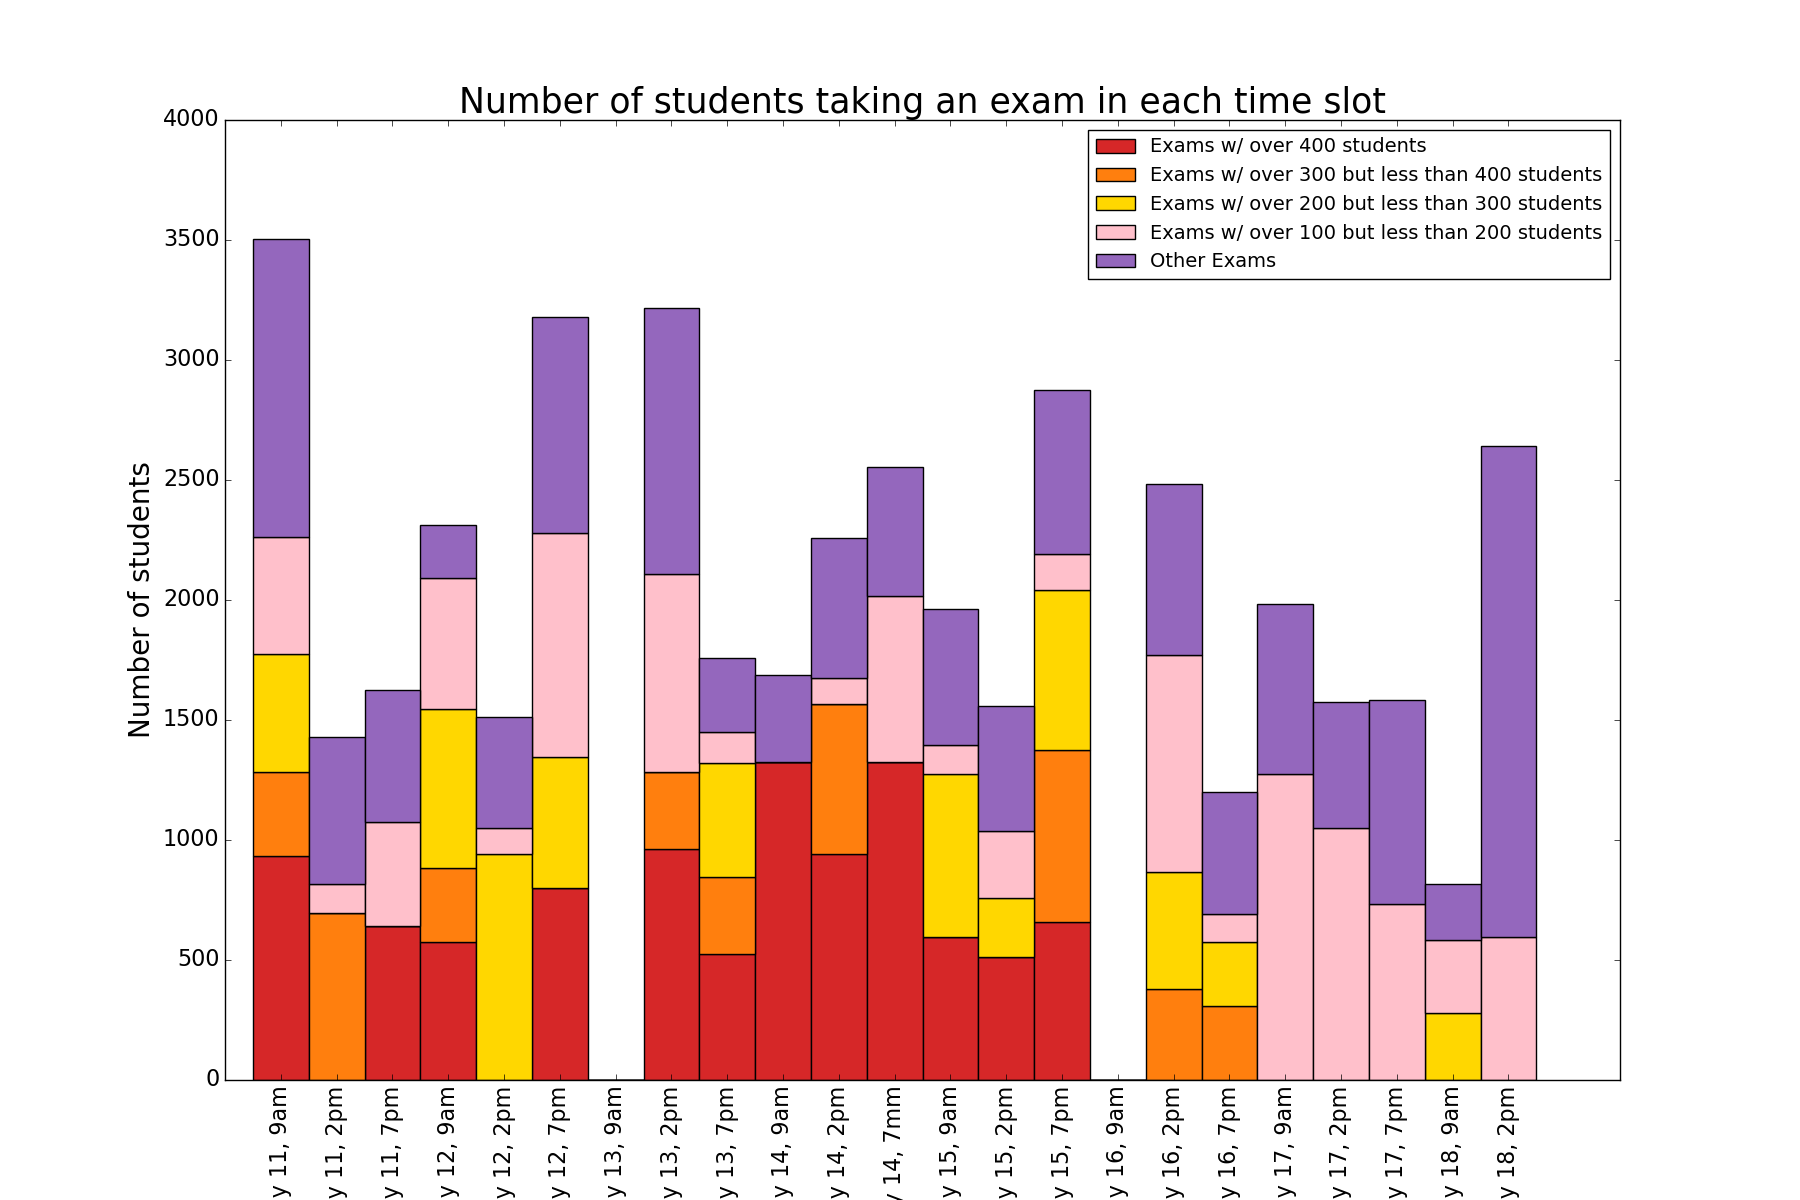 Number of students taking an exam in each time slot
Number of students
4000
3500
3000
2500
2000
1500
1000
500
0
Exams w/ over 400 students
Exams w/ over 300 but less than 400 students
Exams w/ over 200 but less than 300 students
Exams w/ over 100 but less than 200 students
Other Exams
y 11, 9am
y 11, 2pm
y 11, 7pm
y 12, 9am
y 12, 2pm
y 12, 7pm
y 13, 9am
y 13, 2pm
y 13, 7pm
y 14, 9am
y 14, 2pm
y 14, 7mm
y 15, 9am
y 15, 2pm
y 15, 7pm
y 16, 9am
y 16, 2pm
y 16, 7pm
y 17, 9am
y 17, 2pm
y 17, 7pm
y 18, 9am
y 18, 2pm